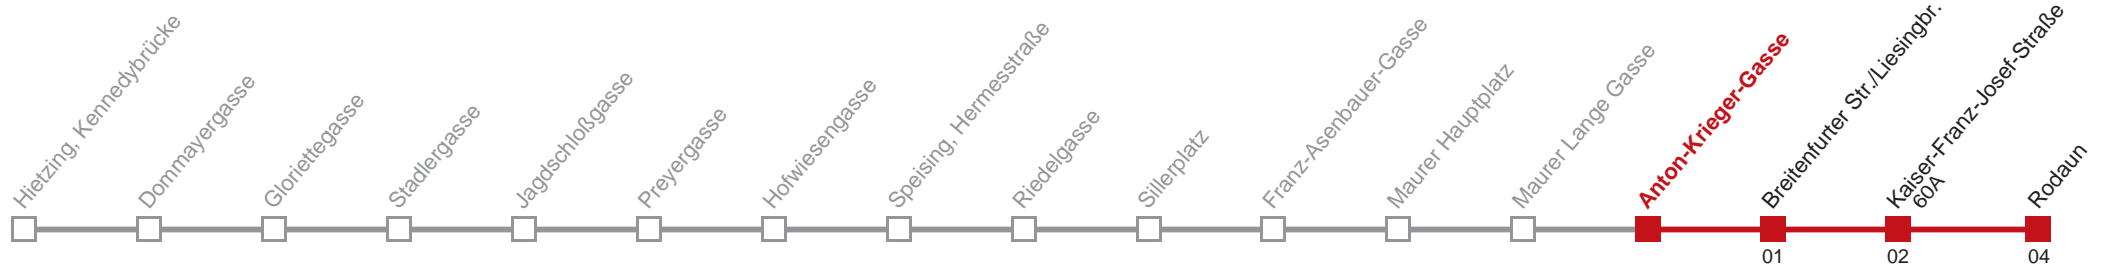 Hietzing, Kennedybrücke
Dommayergasse
Gloriettegasse
Stadlergasse
Jagdschloßgasse
Preyergasse
Hofwiesengasse
Speising, Hermesstraße
Riedelgasse
Sillerplatz
Franz-Asenbauer-Gasse
Maurer Hauptplatz
Maurer Lange Gasse
Anton-Krieger-Gasse
Breitenfurter Str./Liesingbr.
Kaiser-Franz-Josef-Straße
60A
Rodaun
01
02
04